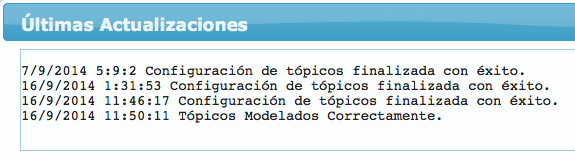 Últimas Actualizaciones
7/9/2014 5:9:2 Configuración de tópicos finalizada con éxito.
16/9/2014 1:31:53 Configuración de tópicos finalizada con éxito.
16/9/2014 11:46:17 Configuración de tópicos finalizada con éxito.
16/9/2014 11:50:11 Tópicos Modelados Correctamente.